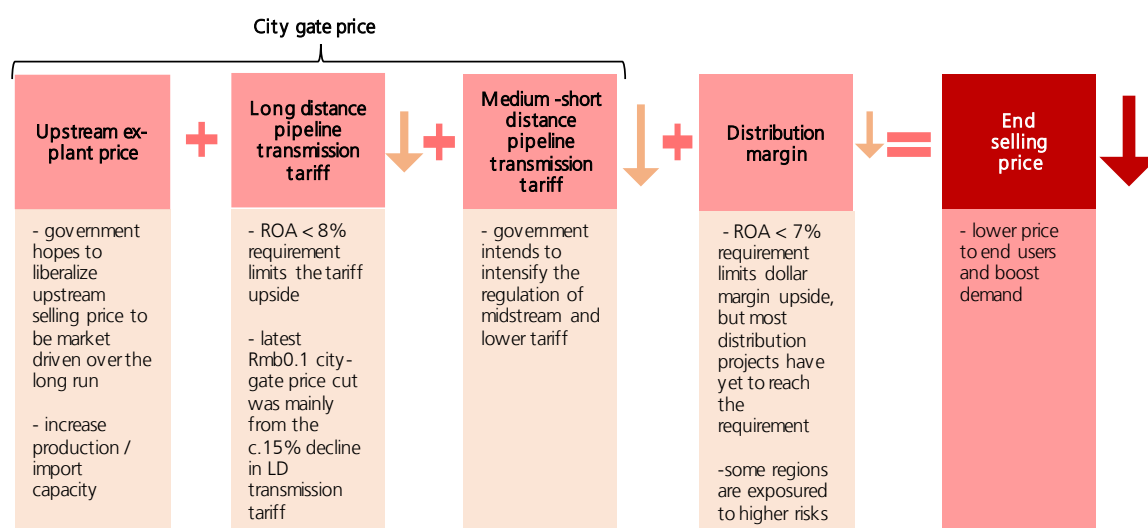 City gate price
Upstream ex-
plant price
+
Long distance
pipeline
transmission
tariff
+
Medium -short
distance
pipeline
transmission
tariff
+
Distribution
margin
=
End
selling
price
- government
hopes to
liberalize
upstream
selling price to
be market
driven over the
long run
- increase
production /
import
capacity
- ROA < 8%
requirement
limits the tariff
upside
- latest
Rmb0.1 city-
gate price cut
was mainly
from the
c.15% decline
in LD
transmission
tariff
- government
intends to
intensify the
regulation of
midstream and
lower tariff
- ROA < 7%
requirement
limits dollar
margin upside,
but most
distribution
projects have
yet to reach
the
requirement
-some regions
are exposured
to higher risks
- lower price
to end users
and boost
demand